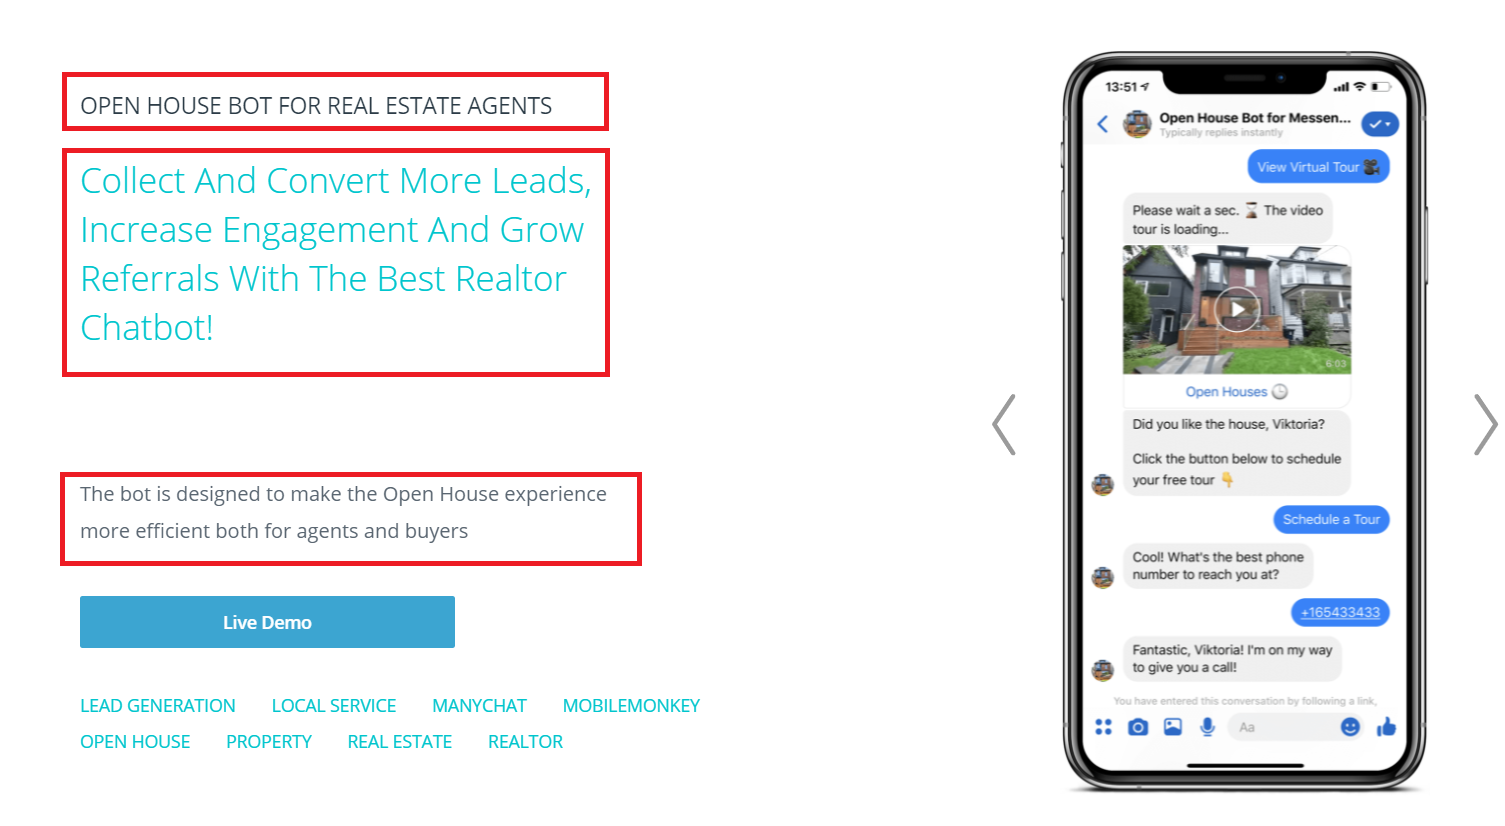 OPEN HOUSE BOT FOR REAL ESTATE AGENTS
Collect And Convert More Leads,
Increase Engagement And Grow
Referrals With The Best Realtor
Chatbot!
The bot is designed to make the Open House experience
more efficient both for agents and buyers
Live Demo
LEAD GENERATION LOCAL SERVICE MANYCHAT MOBILEMONKEY
OPEN HOUSE PROPERTY REAL ESTATE REALTOR
13:51
Open House Bot for Messen...
Typically replies instantly
View Virtual Tour 🎥
Please wait a sec. ⏳ The video
tour is loading...
6:03
Open Houses 🕒
Did you like the house, Viktoria?
Click the button below to schedule
your free tour 👇
Schedule a Tour
Cool! What's the best phone
number to reach you at?
+165433433
Fantastic, Viktoria! I'm on my way
to give you a call!
You have entered this conversation by following a link,
Aa